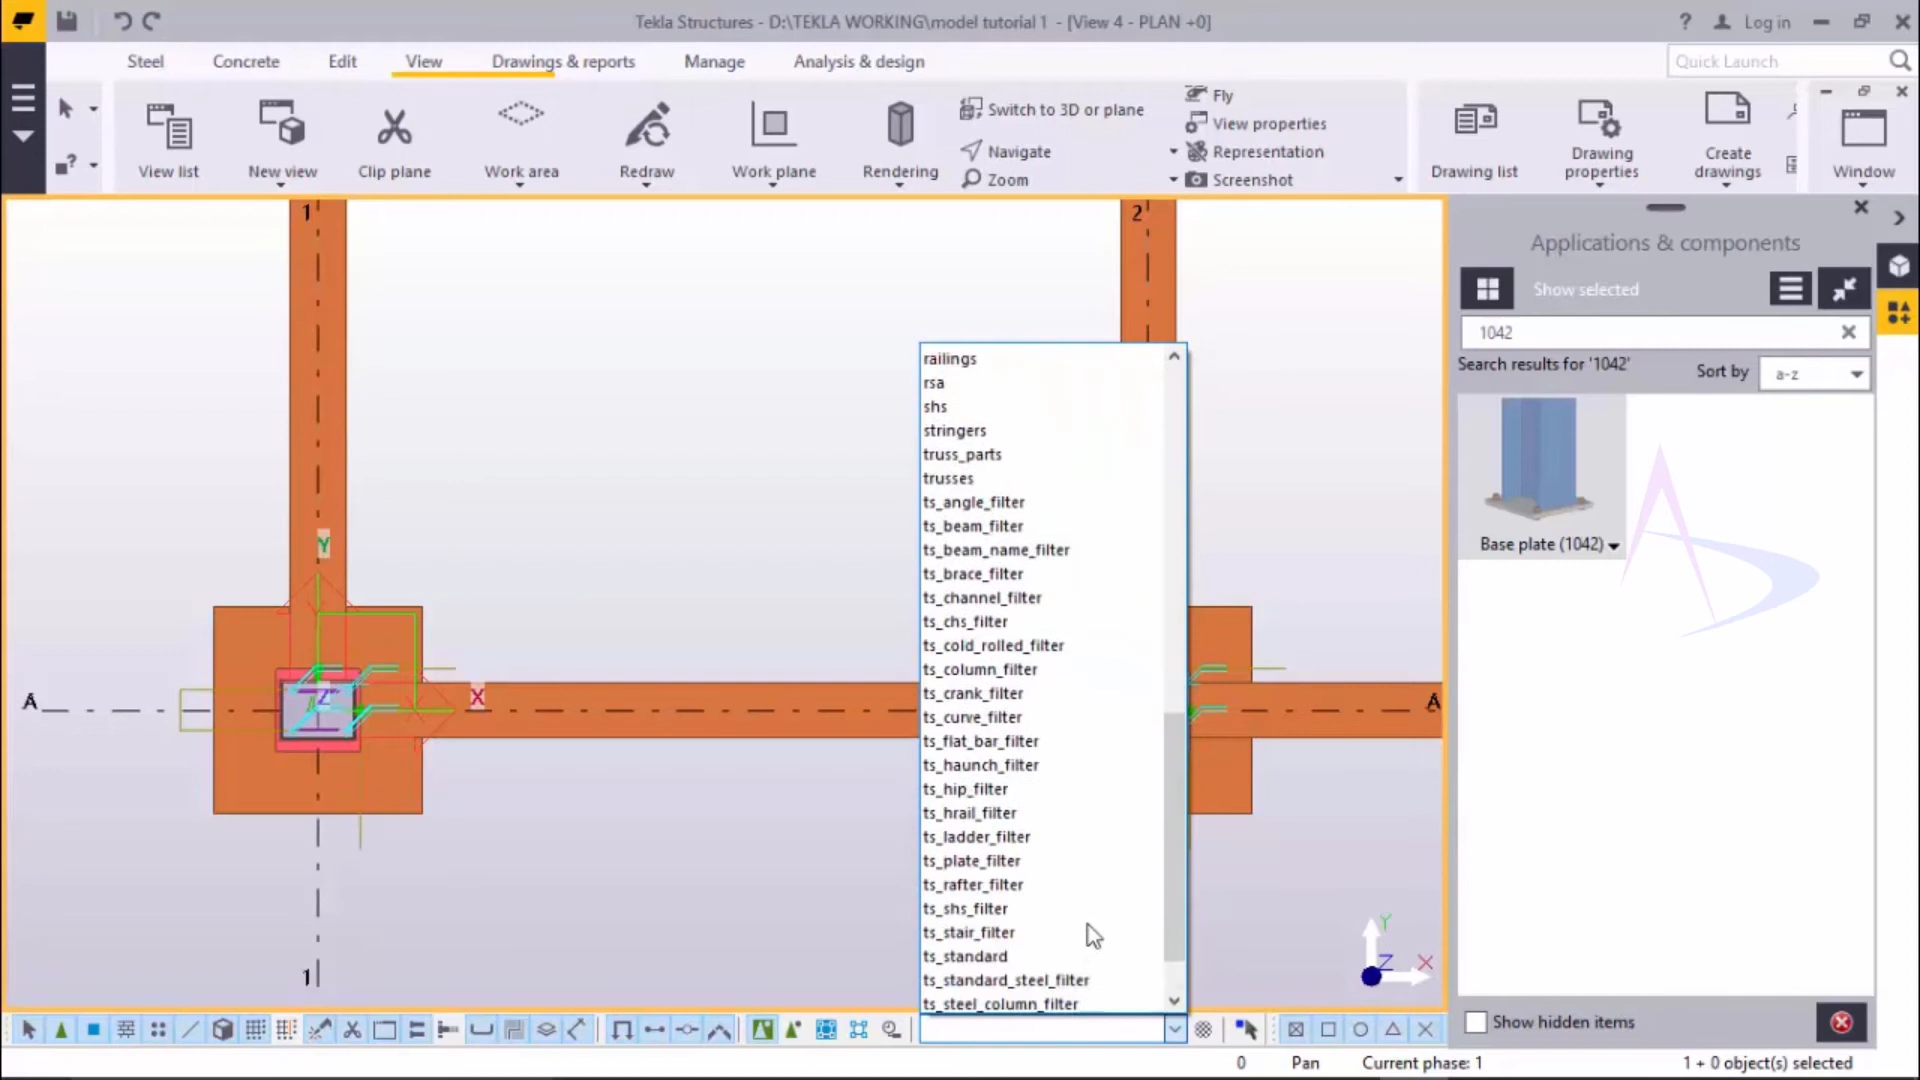 Tekla Structures - D:\TEKLA WORKING\model tutorial 1 - [View 4 - PLAN +0]
? Log in
Steel Concrete Edit View Drawings & reports Manage Analysis & design
Quick Launch
View list
New view
Clip plane
Work area
Redraw
Work plane
Rendering
Switch to 3D or plane
Navigate
Zoom
Fly
View properties
Representation
Screenshot
Drawing list
Drawing
properties
Create
drawings
Window
Applications & components
Show selected
1042
Search results for '1042'
Sort by
a-z
Base plate (1042)
Show hidden items
1
2
Y
A
Z
X
A
1
railings
rsa
shs
stringers
truss_parts
trusses
ts_angle_filter
ts_beam_filter
ts_beam_name_filter
ts_brace_filter
ts_channel_filter
ts_chs_filter
ts_cold_rolled_filter
ts_column_filter
ts_crank_filter
ts_curve_filter
ts_flat_bar_filter
ts_haunch_filter
ts_hip_filter
ts_hrail_filter
ts_ladder_filter
ts_plate_filter
ts_rafter_filter
ts_shs_filter
ts_stair_filter
ts_standard
ts_standard_steel_filter
ts_steel_column_filter
Y
Z
X
0 Pan Current phase: 1 1 + 0 object(s) selected